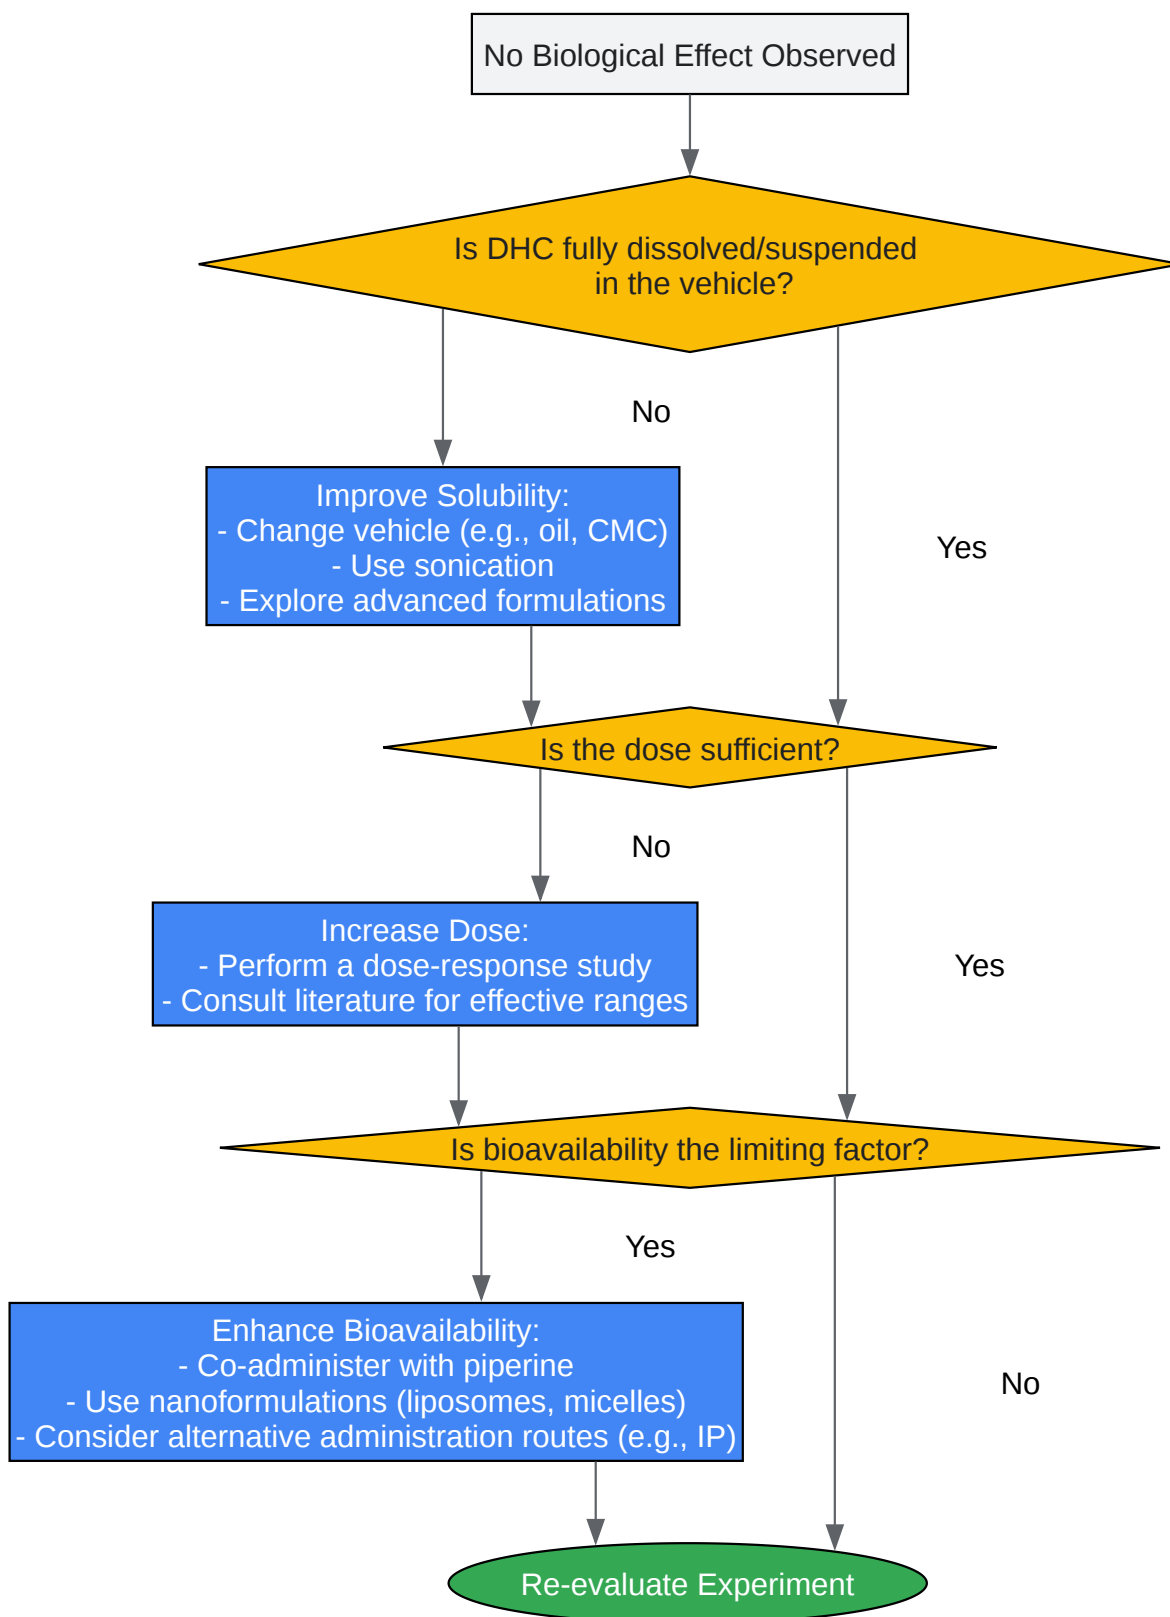 No Biological Effect Observed
Is DHC fully dissolved/suspended
in the vehicle?
No
Improve Solubility:
- Change vehicle (e.g., oil, CMC)
- Use sonication
- Explore advanced formulations
Yes
Is the dose sufficient?
No
Increase Dose:
- Perform a dose-response study
- Consult literature for effective ranges
Yes
Is bioavailability the limiting factor?
Yes
Enhance Bioavailability:
- Co-administer with piperine
- Use nanoformulations (liposomes, micelles)
- Consider alternative administration routes (e.g., IP)
No
Re-evaluate Experiment